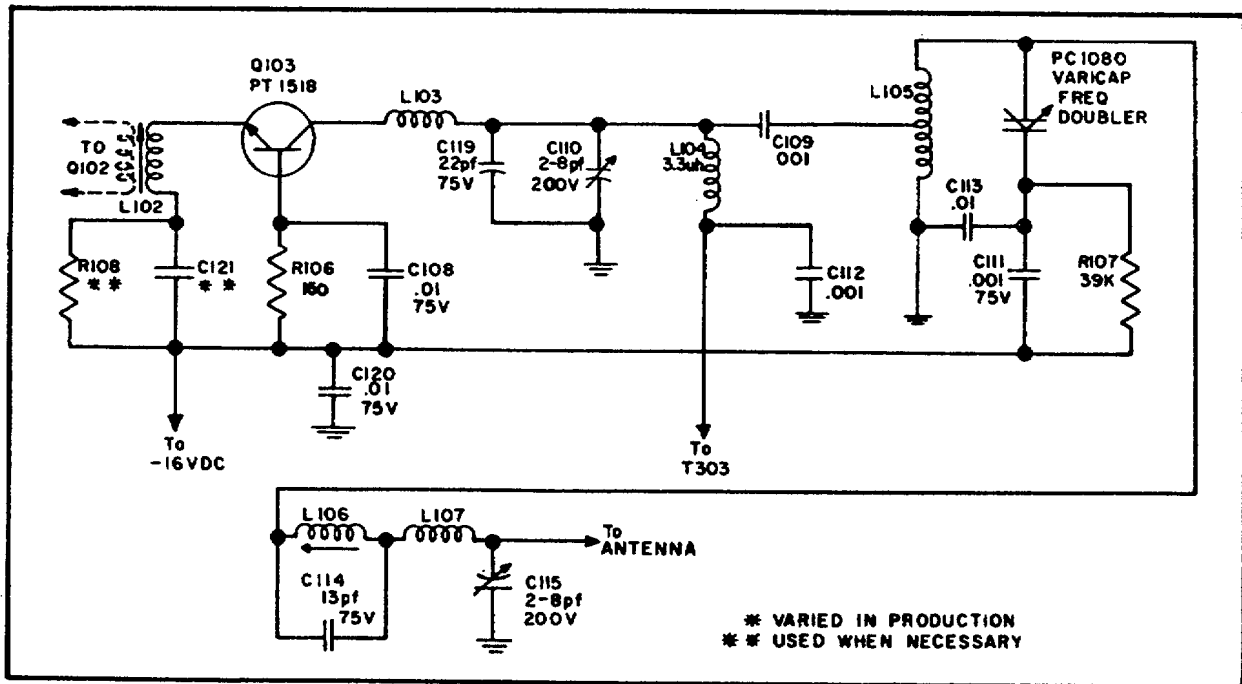 Q103
PT 1518
TO
Q102
L102
L103
C119
22pf
75V
C110
2-8pf
200V
L104
3.3uh
C109
001
L105
PC1080
VARICAP
FREQ
DOUBLER
C113
.01
R108
* *
C121
* *
R106
160
C108
.01
75V
C112
.001
C111
.001
75V
R107
39K
C120
.01
75V
To
-16VDC
To
T303
L106
L107
To
ANTENNA
C114
13pf
75V
C115
2-8pf
200V
* VARIED IN PRODUCTION
* * USED WHEN NECESSARY